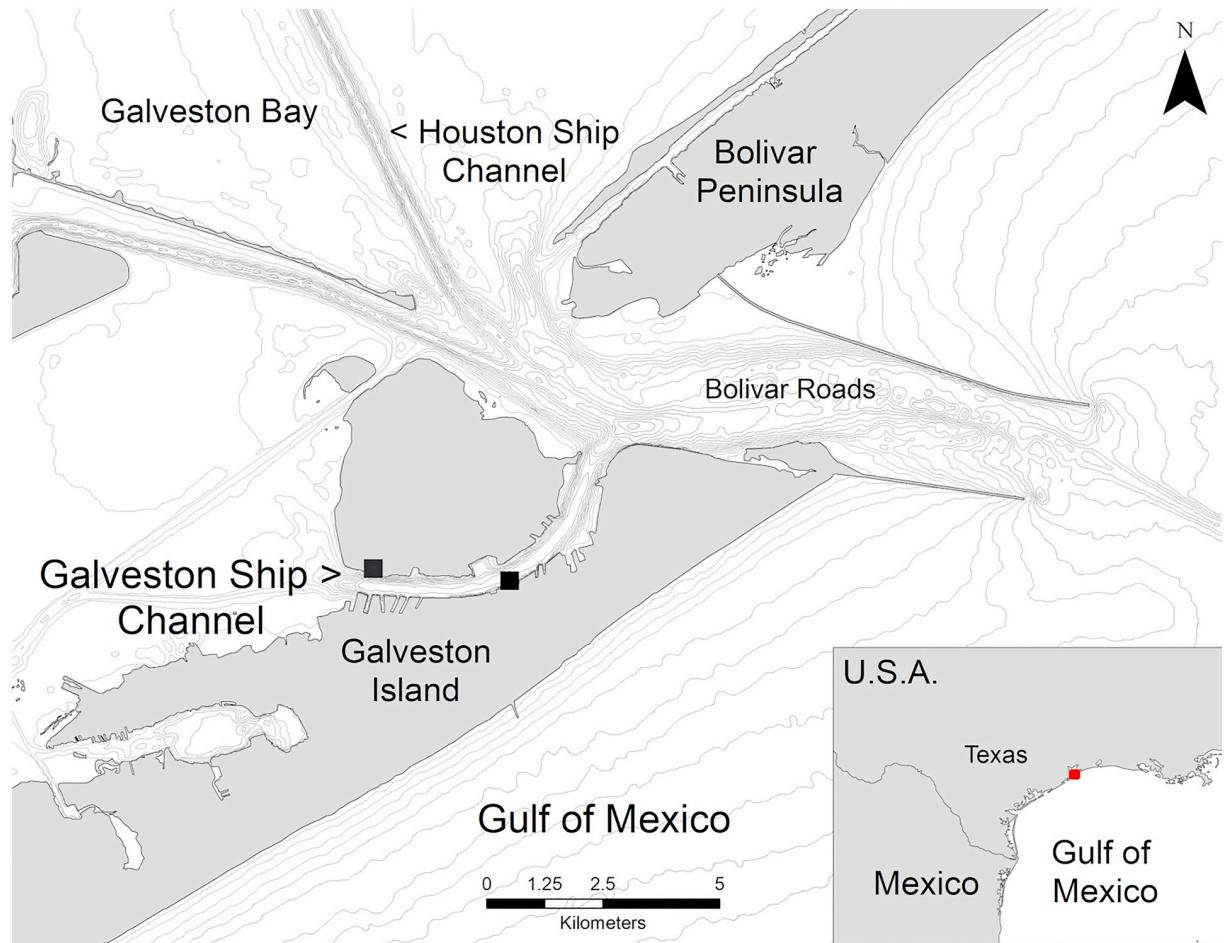 N
Galveston Bay
< Houston Ship
Channel
Bolivar
Peninsula
Bolivar Roads
Galveston Ship >
Channel
Galveston
Island
Gulf of Mexico
0 1.25 2.5 5
Kilometers
U.S.A.
Texas
Gulf of
Mexico
Mexico